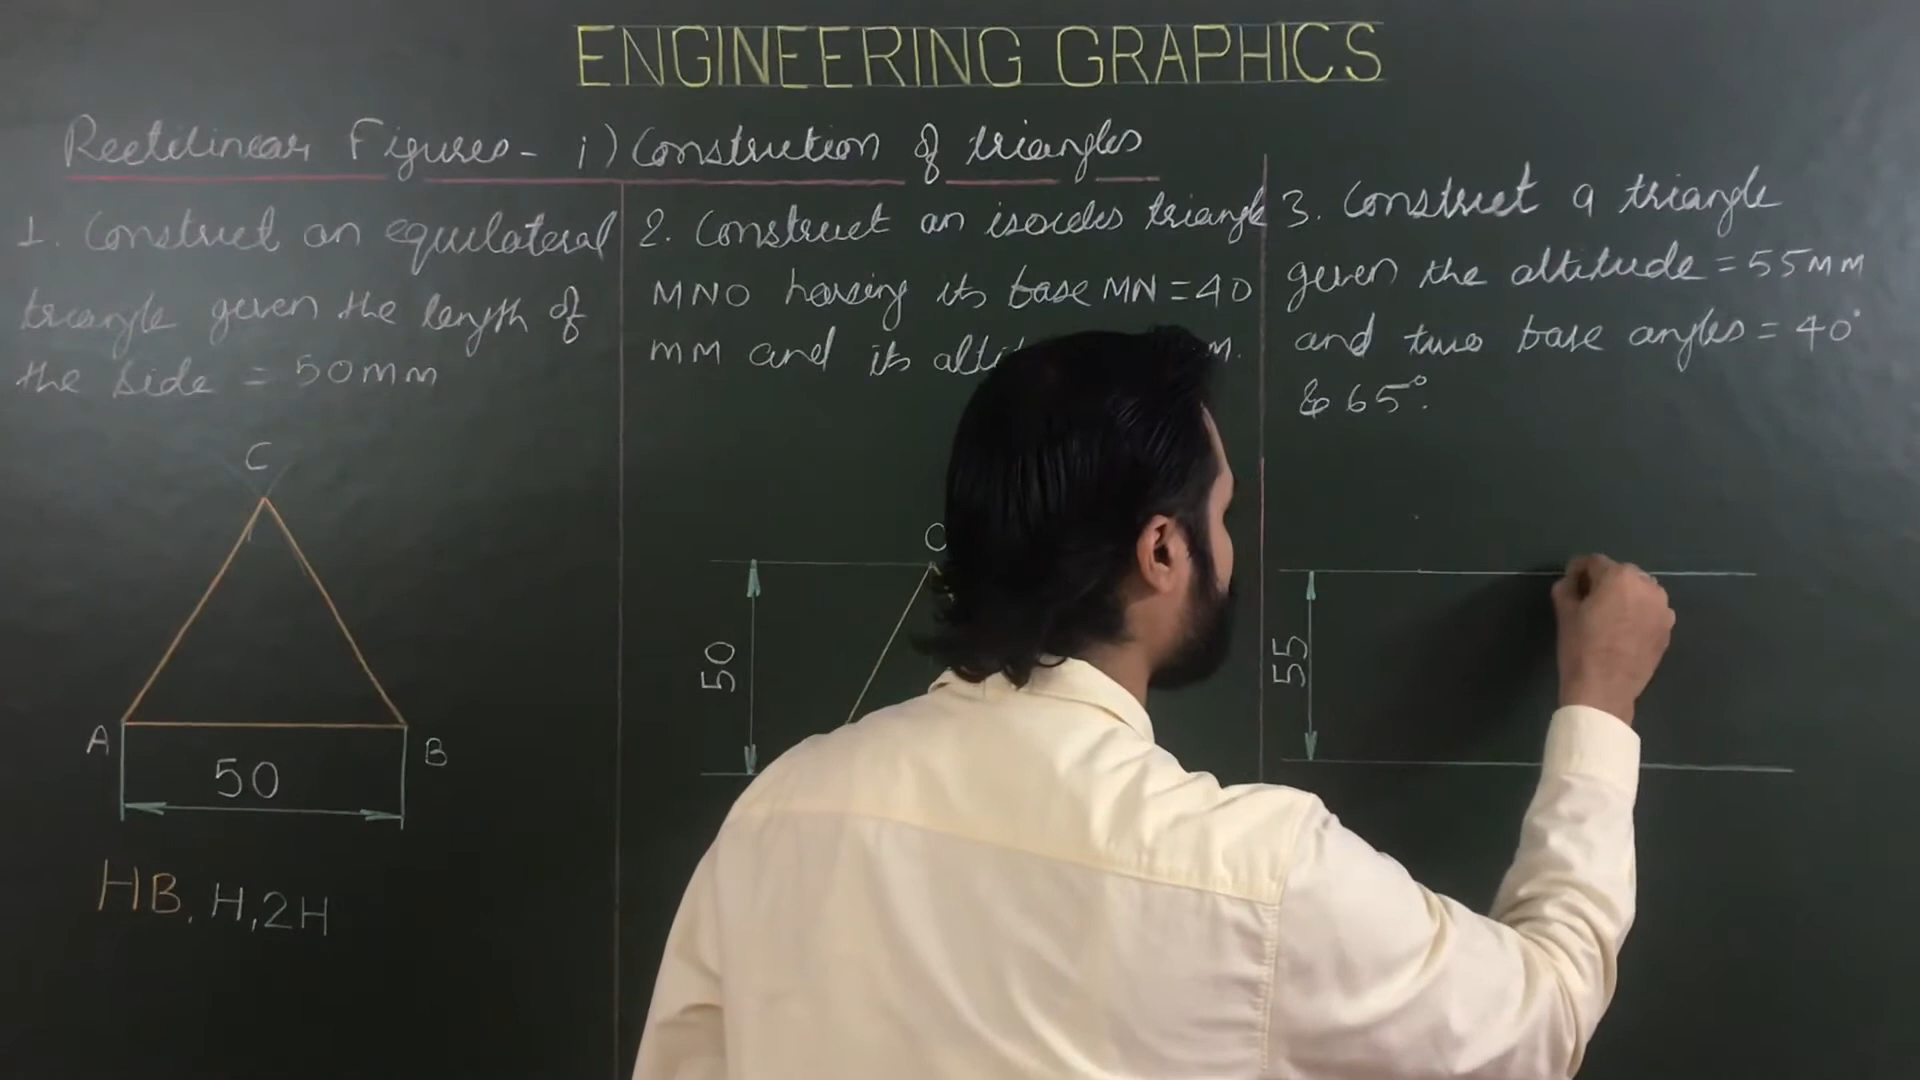 ENGINEERING GRAPHICS
Rectilinear Figures - i) Construction of triangles
1. Construct an equilateral
triangle given the length of
the side = 50mm
C
A
B
50
HB, H, 2H
2. Construct an isoceles triangle
MNO having its base MN = 40
MM and its M.
O
50
3. Construct a triangle
given the altitude = 55MM
and two base angles = 40°
& 65°.
55